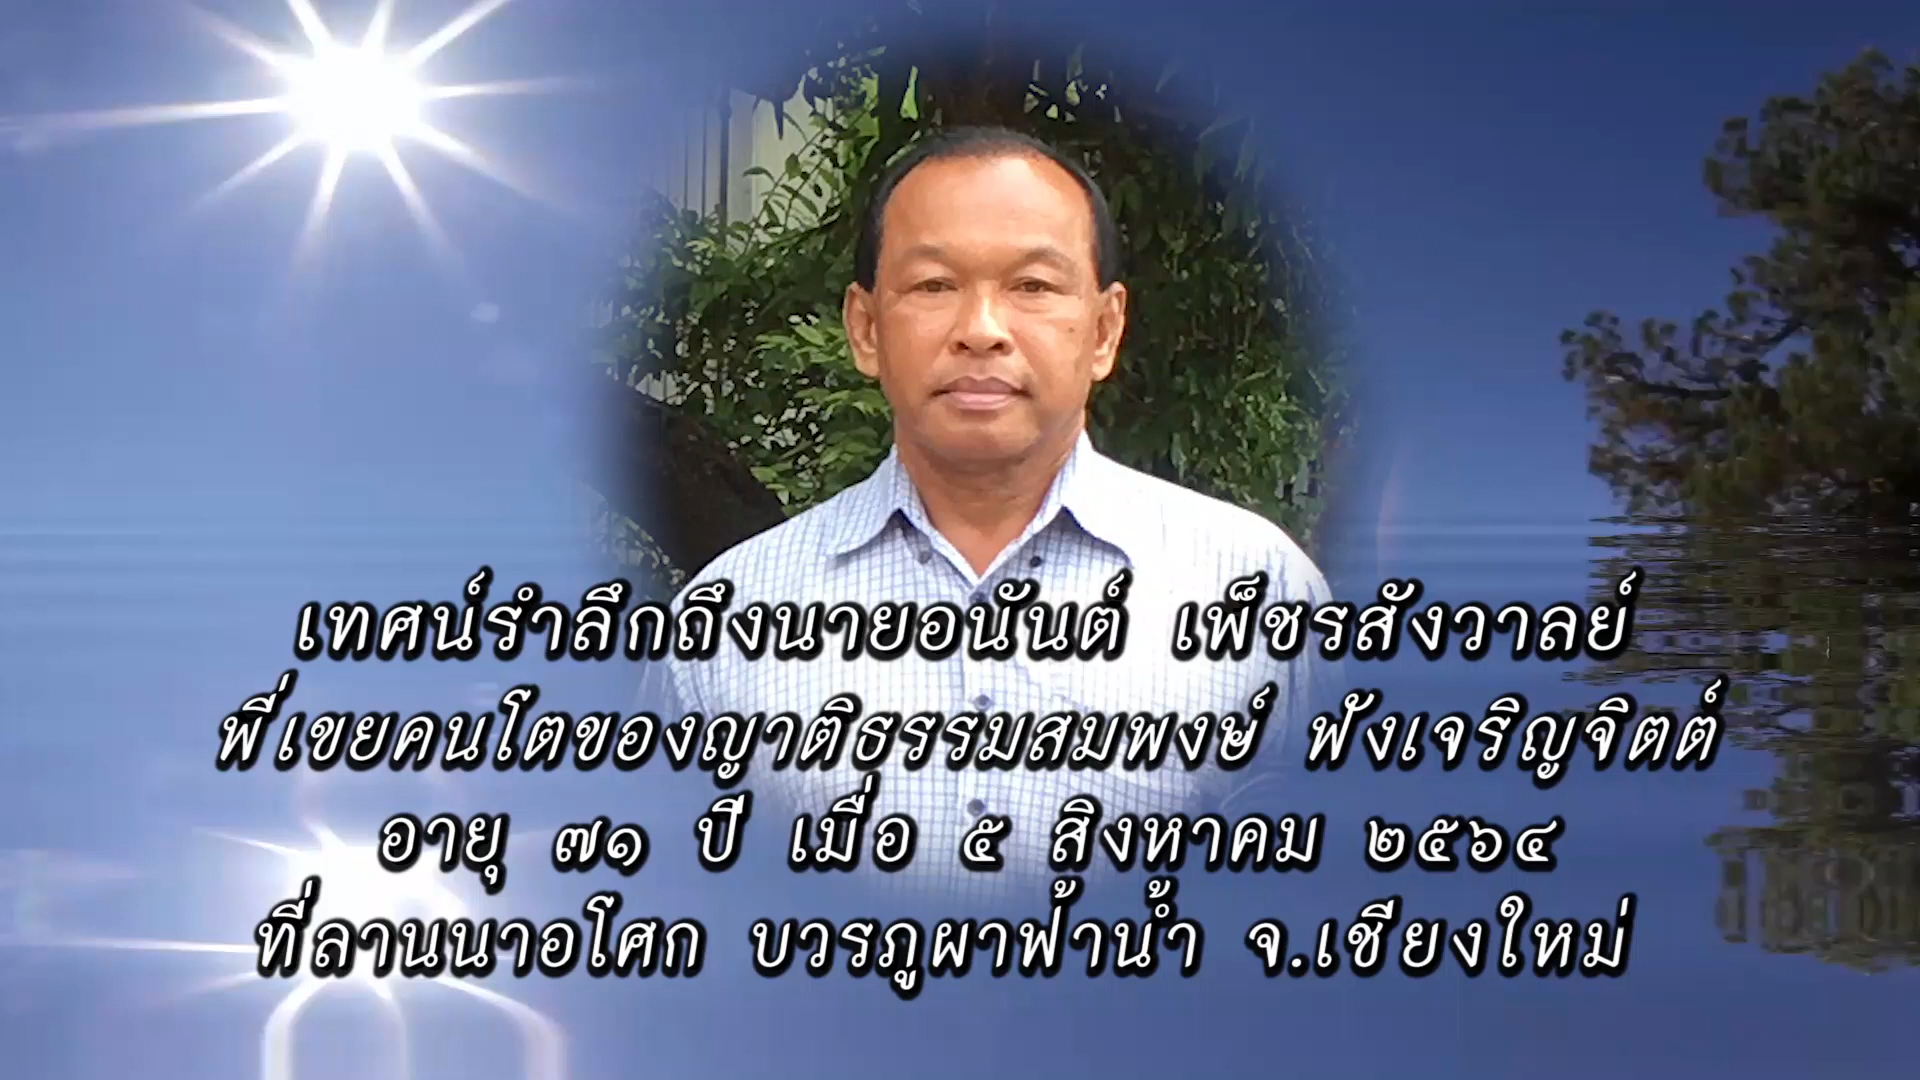 เทศน์รำลึกถึงนายอนันต์ เพ็ชรสังวาลย์
พี่เขยคนโตของญาติธรรมสมพงษ์ ฟังเจริญจิตต์
อายุ ๗๑ ปี เมื่อ ๕ สิงหาคม ๒๕๖๔
ที่ลานนาอโศก บวรภูผาฟ้าน้ำ จ.เชียงใหม่